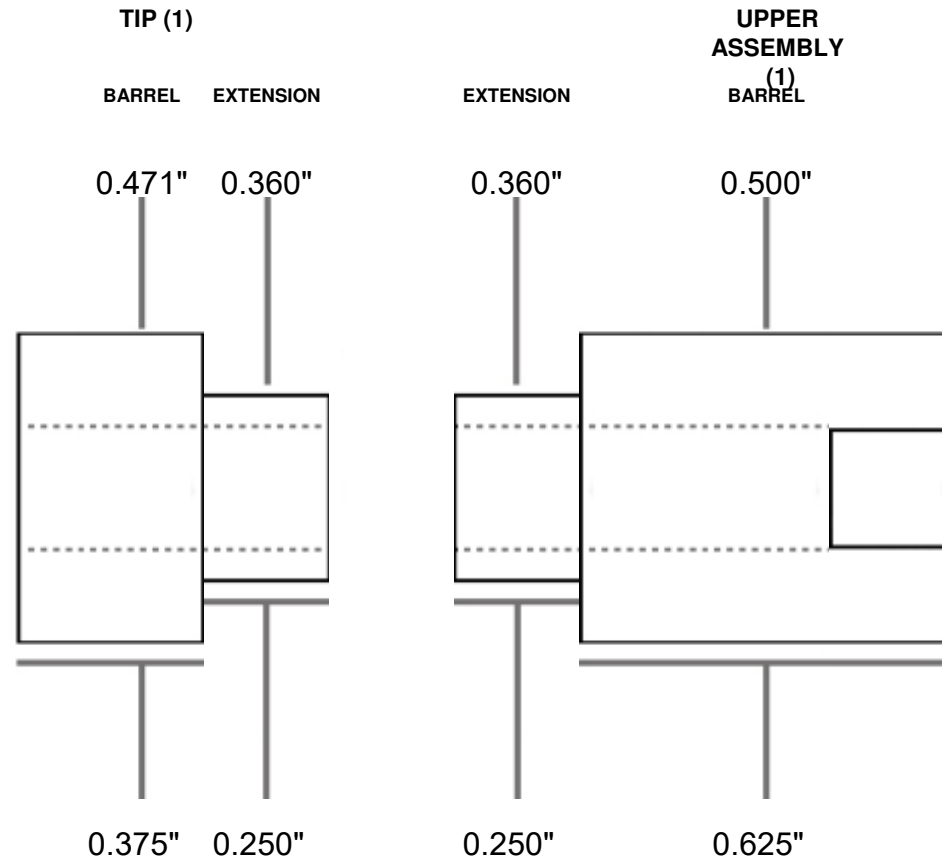 TIP (1)
UPPER
ASSEMBLY
(1)
BARREL EXTENSION
EXTENSION
BARREL
0.471" 0.360"
0.360"
0.500"
0.375" 0.250"
0.250"
0.625"